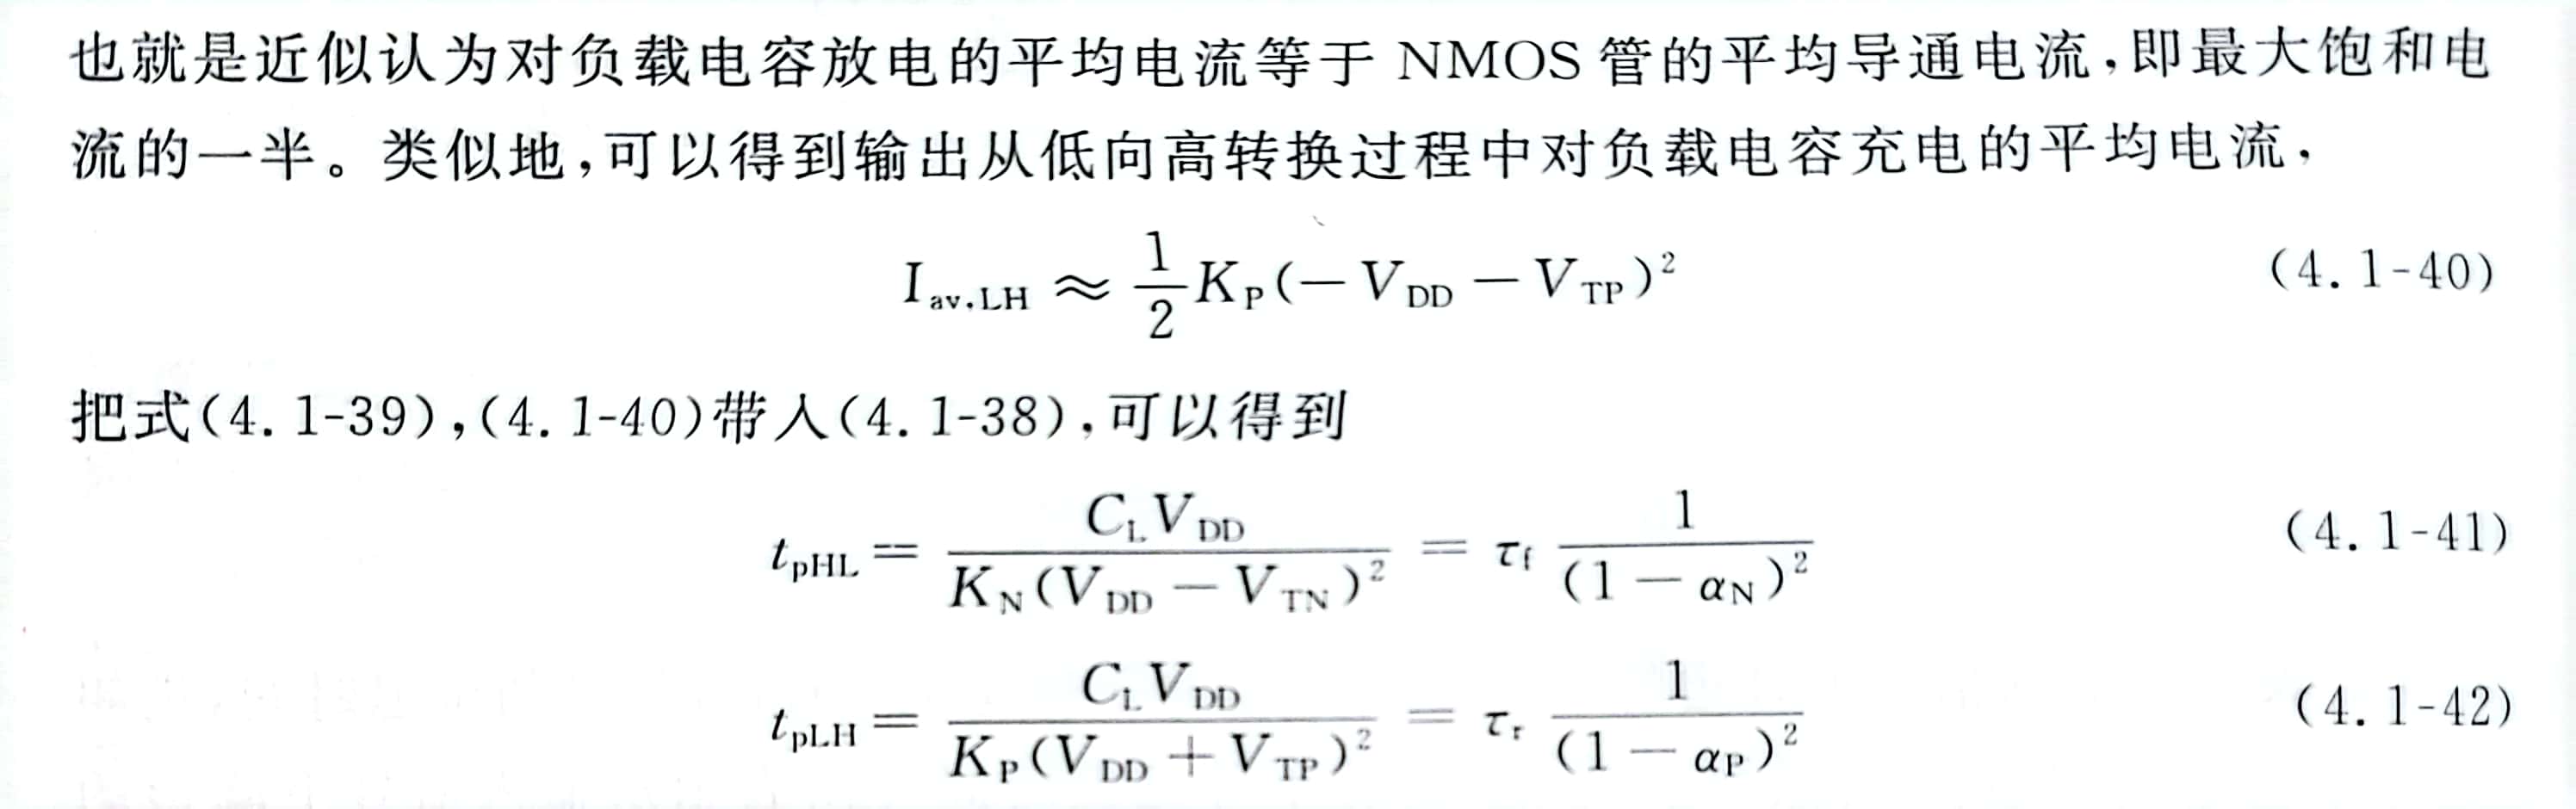 也就是近似认为对负载电容放电的平均电流等于 NMOS 管的平均导通电流,即最大饱和电
流的一半。类似地,可以得到输出从低向高转换过程中对负载电容充电的平均电流,
I_{av,LH} ≈ \frac{1}{2} K_P(-V_{DD} - V_{TP})^2 (4.1-40)
把式(4.1-39),(4.1-40)带入(4.1-38),可以得到
t_{pHL} = \frac{C_L V_{DD}}{K_N(V_{DD} - V_{TN})^2} = τ_f \frac{1}{(1 - α_N)^2} (4.1-41)
t_{pLH} = \frac{C_L V_{DD}}{K_P(V_{DD} + V_{TP})^2} = τ_r \frac{1}{(1 - α_P)^2} (4.1-42)